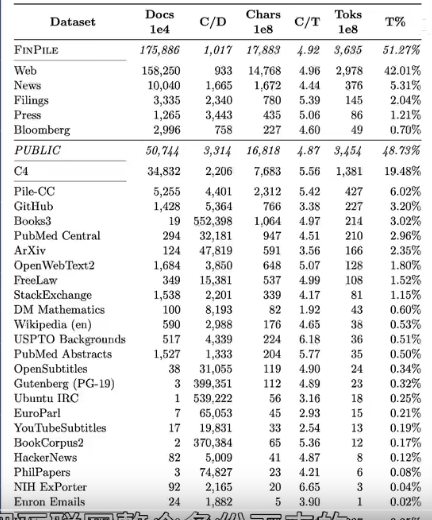 Dataset Docs 1e4 C/D Chars 1e8 C/T Toks 1e8 T%
FINPILE 175,886 1,017 17,883 4.92 3,635 51.27%
Web 158,250 933 14,768 4.96 2,978 42.01%
News 10,040 1,665 1,672 4.44 376 5.31%
Filings 3,335 2,340 780 5.39 145 2.04%
Press 1,265 3,443 435 5.06 86 1.21%
Bloomberg 2,996 758 227 4.60 49 0.70%
PUBLIC 50,744 3,314 16,818 4.87 3,454 48.73%
C4 34,832 2,206 7,683 5.56 1,381 19.48%
Pile-CC 5,255 4,401 2,312 5.42 427 6.02%
GitHub 1,428 5,364 766 3.38 227 3.20%
Books3 19 552,398 1,064 4.97 214 3.02%
PubMed Central 294 32,181 947 4.51 210 2.96%
ArXiv 124 47,819 591 3.56 166 2.35%
OpenWebText2 1,684 3,850 648 5.07 128 1.80%
FreeLaw 349 15,381 537 4.99 108 1.52%
StackExchange 1,538 2,201 339 4.17 81 1.15%
DM Mathematics 100 8,193 82 1.92 43 0.60%
Wikipedia (en) 590 2,988 176 4.65 38 0.53%
USPTO Backgrounds 517 4,339 224 6.18 36 0.51%
PubMed Abstracts 1,527 1,333 204 5.77 35 0.50%
OpenSubtitles 38 31,055 119 4.90 24 0.34%
Gutenberg (PG-19) 3 399,351 112 4.89 23 0.32%
Ubuntu IRC 1 539,222 56 3.16 18 0.25%
EuroParl 7 65,053 45 2.93 15 0.21%
YouTubeSubtitles 17 19,831 33 2.54 13 0.19%
BookCorpus2 2 370,384 65 5.36 12 0.17%
HackerNews 82 5,009 41 4.87 8 0.12%
PhilPapers 3 74,827 23 4.21 6 0.08%
NIH ExPorter 92 2,165 20 6.65 3 0.04%
Enron Emails 24 1,882 5 3.90 1 0.02%